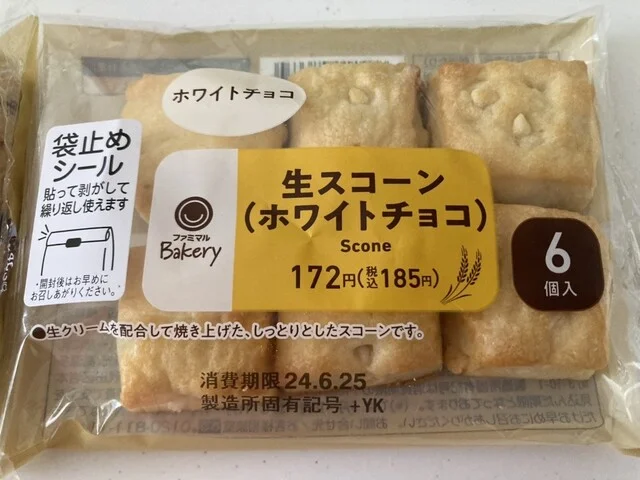 ホワイトチョコ
袋止め
シール
貼って剥がして
繰り返し使えます
・開封後はお早めに
お召しあがりください。
ファミマル
Bakery
生スコーン
(ホワイトチョコ)
Scone
172円(税込185円)
6
個入
●生クリームを配合して焼き上げた、しっとりとしたスコーンです。
消費期限 24.6.25
製造所固有記号 +YK